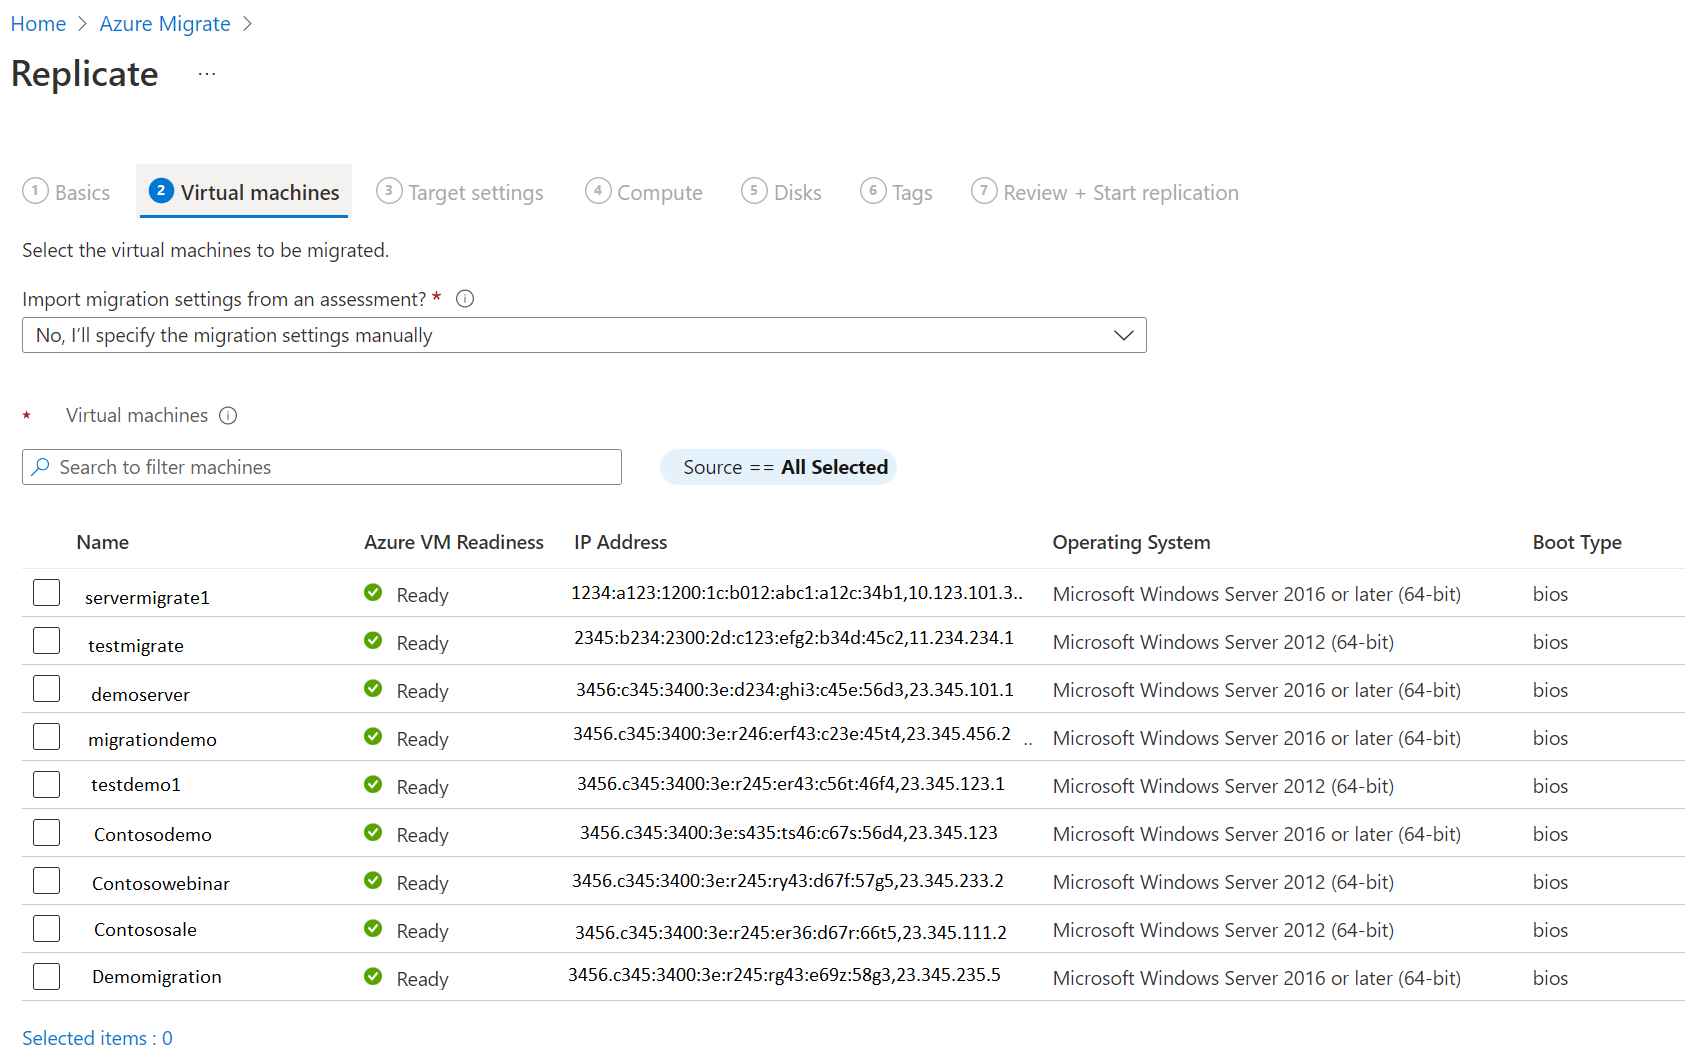 Home > Azure Migrate >
Replicate ...
1 Basics 2 Virtual machines 3 Target settings 4 Compute 5 Disks 6 Tags 7 Review + Start replication
Select the virtual machines to be migrated.
Import migration settings from an assessment? *
No, I'll specify the migration settings manually
* Virtual machines
Search to filter machines Source == All Selected
Name Azure VM Readiness IP Address Operating System Boot Type
servermigrate1 Ready 1234:a123:1200:1c:b012:abc1:a12c:34b1,10.123.101.3.. Microsoft Windows Server 2016 or later (64-bit) bios
testmigrate Ready 2345:b234:2300:2d:c123:efg2:b34d:45c2,11.234.234.1 Microsoft Windows Server 2012 (64-bit) bios
demoserver Ready 3456:c345:3400:3e:d234:ghi3:c45e:56d3,23.345.101.1 Microsoft Windows Server 2016 or later (64-bit) bios
migrationdemo Ready 3456.c345:3400:3e:r246:erf43:c23e:45t4,23.345.456.2 .. Microsoft Windows Server 2016 or later (64-bit) bios
testdemo1 Ready 3456.c345:3400:3e:r245:er43:c56t:46f4,23.345.123.1 Microsoft Windows Server 2012 (64-bit) bios
Contosodemo Ready 3456.c345:3400:3e:s435:ts46:c67s:56d4,23.345.123 Microsoft Windows Server 2016 or later (64-bit) bios
Contosowebinar Ready 3456.c345:3400:3e:r245:ry43:d67f:57g5,23.345.233.2 Microsoft Windows Server 2012 (64-bit) bios
Contososale Ready 3456.c345:3400:3e:r245:er36:d67r:66t5,23.345.111.2 Microsoft Windows Server 2012 (64-bit) bios
Demomigration Ready 3456.c345:3400:3e:r245:rg43:e69z:58g3,23.345.235.5 Microsoft Windows Server 2016 or later (64-bit) bios
Selected items : 0